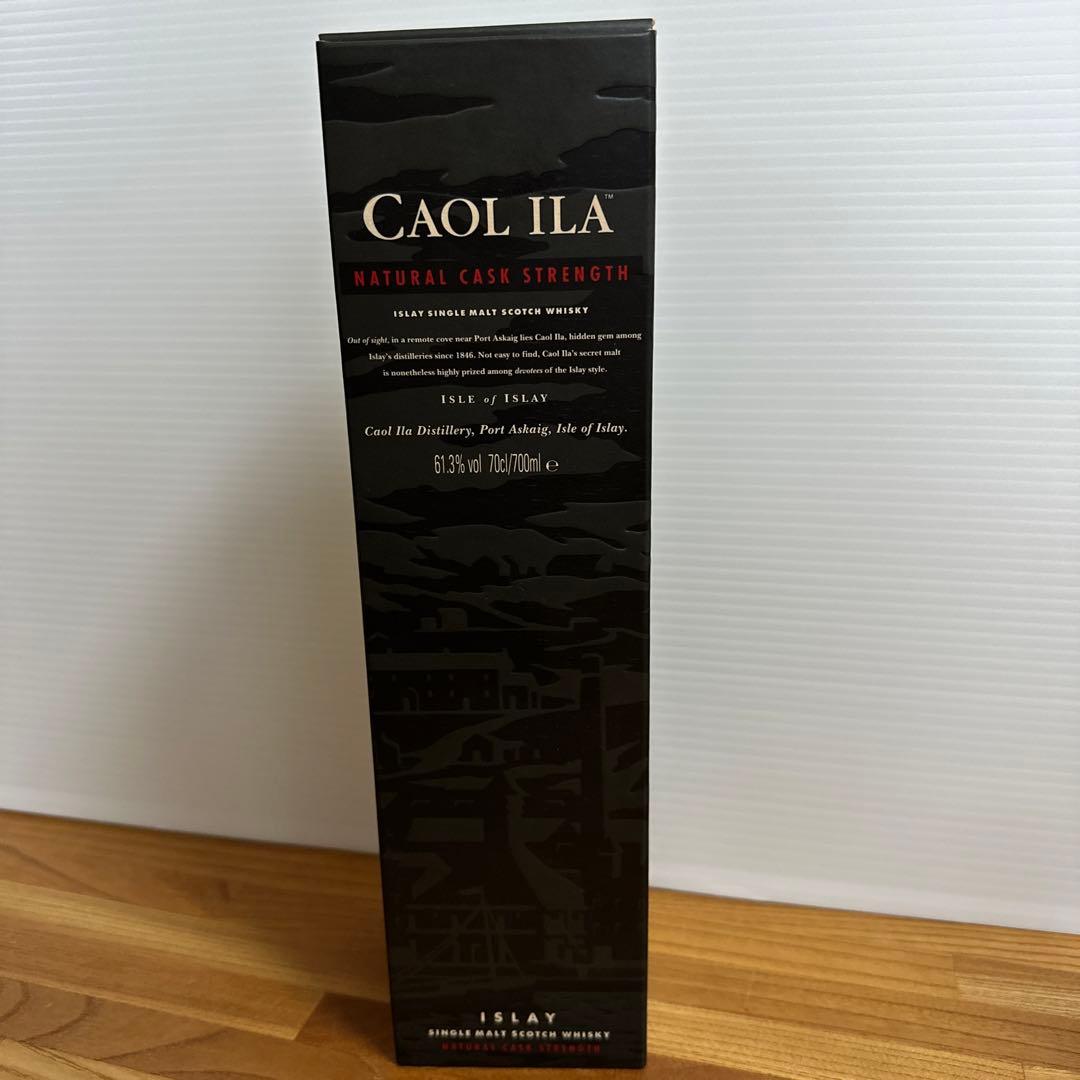 CAOL ILA™
NATURAL CASK STRENGTH
ISLAY SINGLE MALT SCOTCH WHISKY
Out of sight, in a remote cove near Port Askaig lies Caol Ila, hidden gem among
Islay's distilleries since 1846. Not easy to find, Caol Ila's secret malt
is nonetheless highly prized among devotees of the Islay style.
ISLE of ISLAY
Caol Ila Distillery, Port Askaig, Isle of Islay.
61.3% vol 70cl/700ml ℮
ISLAY
SINGLE MALT SCOTCH WHISKY
NATURAL CASK STRENGTH